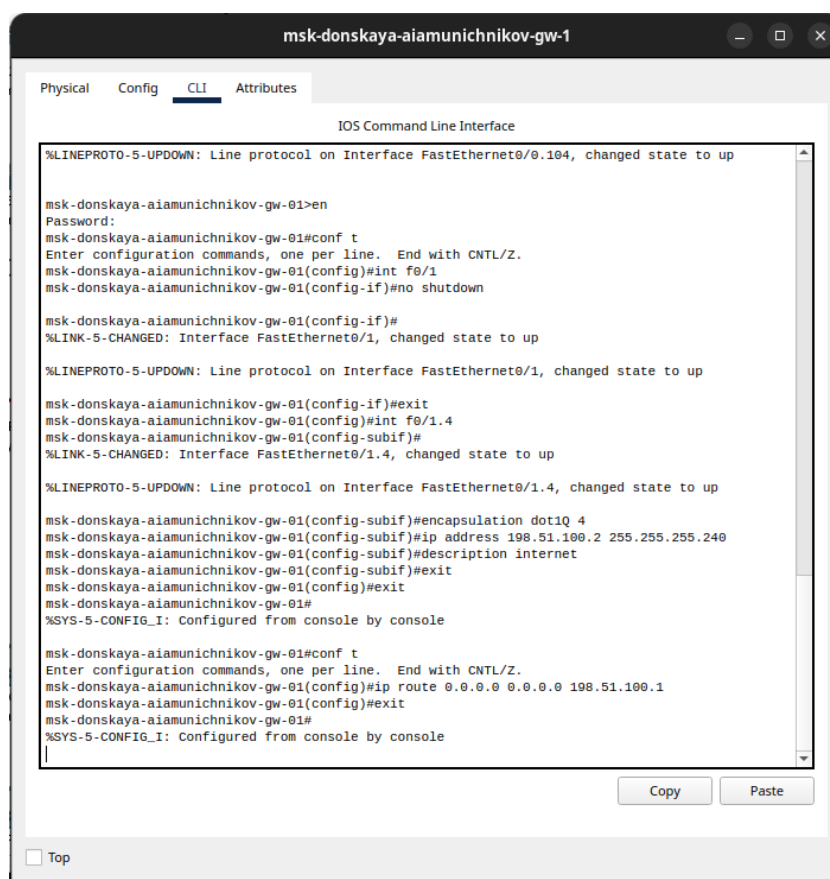 msk-donskaya-aiamunichnikov-gw-1
Physical Config CLI Attributes
IOS Command Line Interface
%LINEPROTO-5-UPDOWN: Line protocol on Interface FastEthernet0/0.104, changed state to up
msk-donskaya-aiamunichnikov-gw-01>en
Password:
msk-donskaya-aiamunichnikov-gw-01#conf t
Enter configuration commands, one per line.  End with CNTL/Z.
msk-donskaya-aiamunichnikov-gw-01(config)#int f0/1
msk-donskaya-aiamunichnikov-gw-01(config-if)#no shutdown
msk-donskaya-aiamunichnikov-gw-01(config-if)#
%LINK-5-CHANGED: Interface FastEthernet0/1, changed state to up
%LINEPROTO-5-UPDOWN: Line protocol on Interface FastEthernet0/1, changed state to up
msk-donskaya-aiamunichnikov-gw-01(config-if)#exit
msk-donskaya-aiamunichnikov-gw-01(config)#int f0/1.4
msk-donskaya-aiamunichnikov-gw-01(config-subif)#
%LINK-5-CHANGED: Interface FastEthernet0/1.4, changed state to up
%LINEPROTO-5-UPDOWN: Line protocol on Interface FastEthernet0/1.4, changed state to up
msk-donskaya-aiamunichnikov-gw-01(config-subif)#encapsulation dot1Q 4
msk-donskaya-aiamunichnikov-gw-01(config-subif)#ip address 198.51.100.2 255.255.255.240
msk-donskaya-aiamunichnikov-gw-01(config-subif)#description internet
msk-donskaya-aiamunichnikov-gw-01(config-subif)#exit
msk-donskaya-aiamunichnikov-gw-01(config)#exit
msk-donskaya-aiamunichnikov-gw-01#
%SYS-5-CONFIG_I: Configured from console by console
msk-donskaya-aiamunichnikov-gw-01#conf t
Enter configuration commands, one per line.  End with CNTL/Z.
msk-donskaya-aiamunichnikov-gw-01(config)#ip route 0.0.0.0 0.0.0.0 198.51.100.1
msk-donskaya-aiamunichnikov-gw-01(config)#exit
msk-donskaya-aiamunichnikov-gw-01#
%SYS-5-CONFIG_I: Configured from console by console
Copy Paste
Top